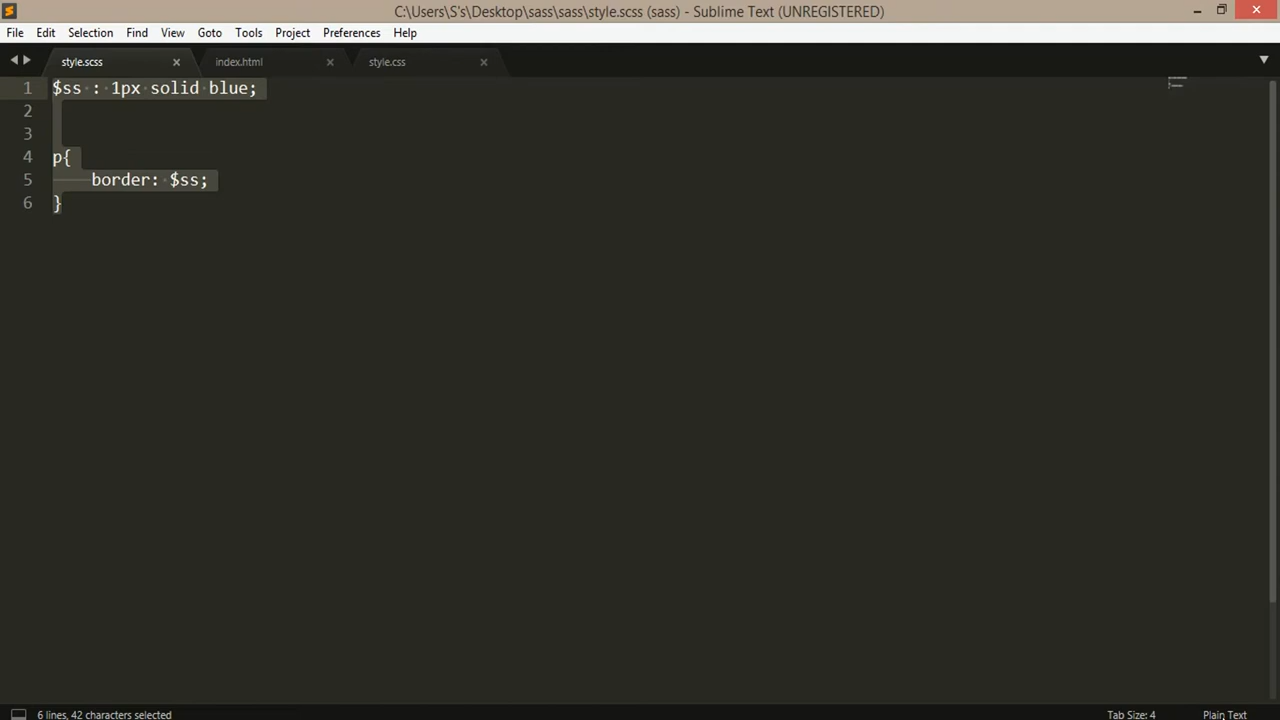 C:\Users\S's\Desktop\sass\sass\style.scss (sass) - Sublime Text (UNREGISTERED)
File Edit Selection Find View Goto Tools Project Preferences Help
style.scss index.html style.css
1 $ss : 1px solid blue;
2
3
4 p{
5 border: $ss;
6 }
6 lines, 42 characters selected Tab Size: 4 Plain Text